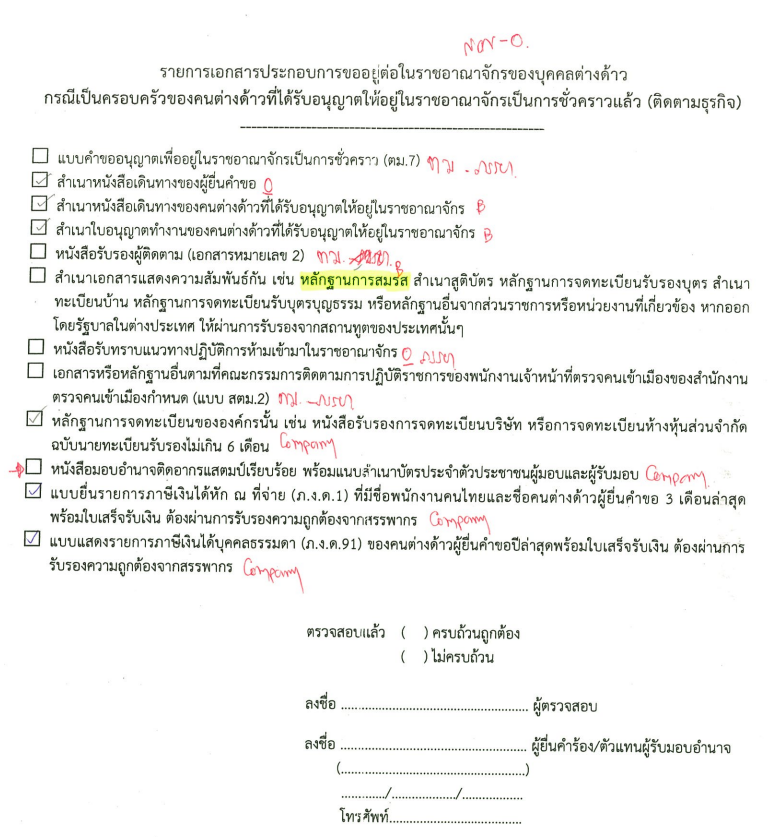 NON-O.
รายการเอกสารประกอบการขออยู่ต่อในราชอาณาจักรของบุคคลต่างด้าว
กรณีเป็นครอบครัวของคนต่างด้าวที่ได้รับอนุญาตให้อยู่ในราชอาณาจักรเป็นการชั่วคราวแล้ว (ติดตามธุรกิจ)
แบบคำขออนุญาตเพื่ออยู่ในราชอาณาจักรเป็นการชั่วคราว (ตม.7)
สำเนาหนังสือเดินทางของผู้ยื่นคำขอ
สำเนาหนังสือเดินทางของคนต่างด้าวที่ได้รับอนุญาตให้อยู่ในราชอาณาจักร B
สำเนาใบอนุญาตทำงานของคนต่างด้าวที่ได้รับอนุญาตให้อยู่ในราชอาณาจักร B
หนังสือรับรองผู้ติดตาม (เอกสารหมายเลข 2)
สำเนาเอกสารแสดงความสัมพันธ์กัน เช่น หลักฐานการสมรส สำเนาสูติบัตร หลักฐานการจดทะเบียนรับรองบุตร สำเนา
ทะเบียนบ้าน หลักฐานการจดทะเบียนรับบุตรบุญธรรม หรือหลักฐานอื่นจากส่วนราชการหรือหน่วยงานที่เกี่ยวข้อง หากออก
โดยรัฐบาลในต่างประเทศ ให้ผ่านการรับรองจากสถานทูตของประเทศนั้นๆ
หนังสือรับทราบแนวทางปฏิบัติการห้ามเข้ามาในราชอาณาจักร
เอกสารหรือหลักฐานอื่นตามที่คณะกรรมการติดตามการปฏิบัติราชการของพนักงานเจ้าหน้าที่ตรวจคนเข้าเมืองของสำนักงาน
ตรวจคนเข้าเมืองกำหนด (แบบ สตม.2)
หลักฐานการจดทะเบียนขององค์กรนั้น เช่น หนังสือรับรองการจดทะเบียนบริษัท หรือการจดทะเบียนห้างหุ้นส่วนจำกัด
ฉบับนายทะเบียนรับรองไม่เกิน 6 เดือน Company
หนังสือมอบอำนาจติดอากรแสตมป์เรียบร้อย พร้อมแนบสำเนาบัตรประจำตัวประชาชนผู้มอบและผู้รับมอบ Company
แบบยื่นรายการภาษีเงินได้หัก ณ ที่จ่าย (ภ.ง.ด.1) ที่มีชื่อพนักงานคนไทยและชื่อคนต่างด้าวผู้ยื่นคำขอ 3 เดือนล่าสุด
พร้อมใบเสร็จรับเงิน ต้องผ่านการรับรองความถูกต้องจากสรรพากร Company
แบบแสดงรายการภาษีเงินได้บุคคลธรรมดา (ภ.ง.ด.91) ของคนต่างด้าวผู้ยื่นคำขอปีล่าสุดพร้อมใบเสร็จรับเงิน ต้องผ่านการ
รับรองความถูกต้องจากสรรพากร Company
ตรวจสอบแล้ว ( ) ครบถ้วนถูกต้อง
( ) ไม่ครบถ้วน
ลงชื่อ .................................................... ผู้ตรวจสอบ
ลงชื่อ .................................................... ผู้ยื่นคำร้อง/ตัวแทนผู้รับมอบอำนาจ
(....................................................)
............/.................../.................
โทรศัพท์.....................................